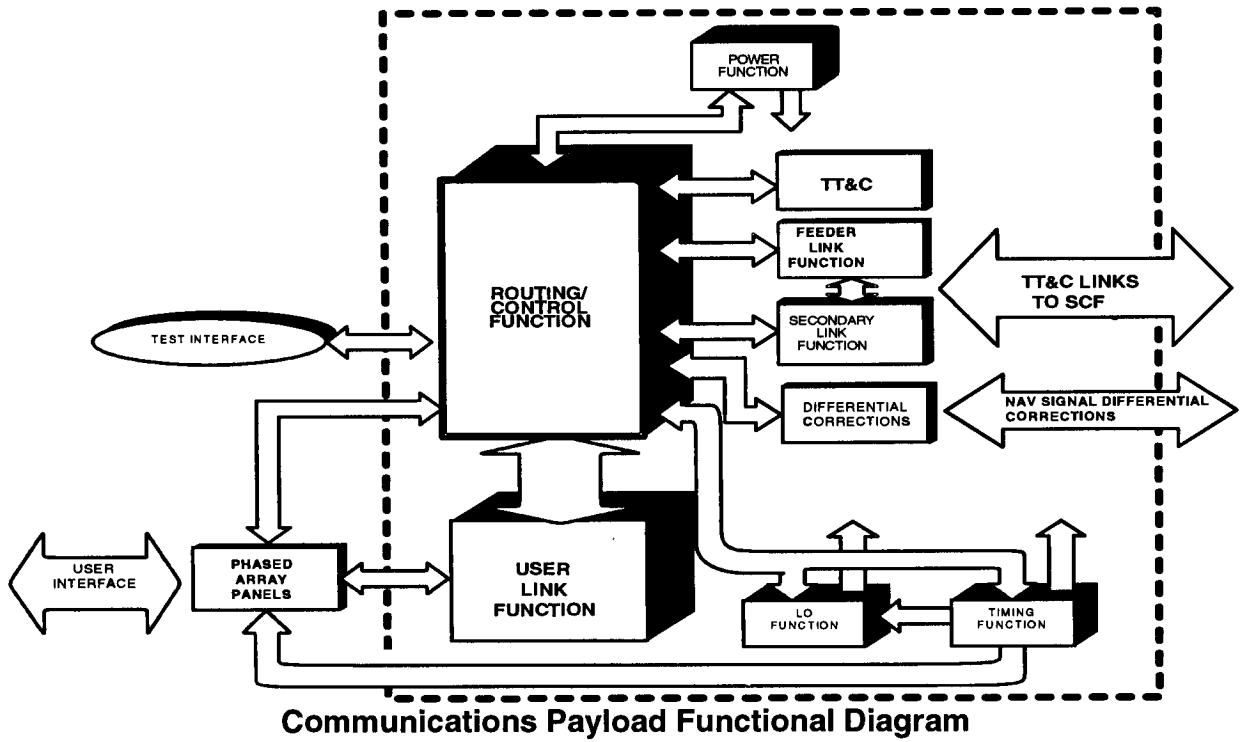 POWER
FUNCTION
TT&C
FEEDER
LINK
FUNCTION
TT&C LINKS
TO SCF
ROUTING/
CONTROL
FUNCTION
SECONDARY
LINK
FUNCTION
TEST INTERFACE
DIFFERENTIAL
CORRECTIONS
NAV SIGNAL DIFFERENTIAL
CORRECTIONS
USER
INTERFACE
PHASED
ARRAY
PANELS
USER
LINK
FUNCTION
LO
FUNCTION
TIMING
FUNCTION
Communications Payload Functional Diagram